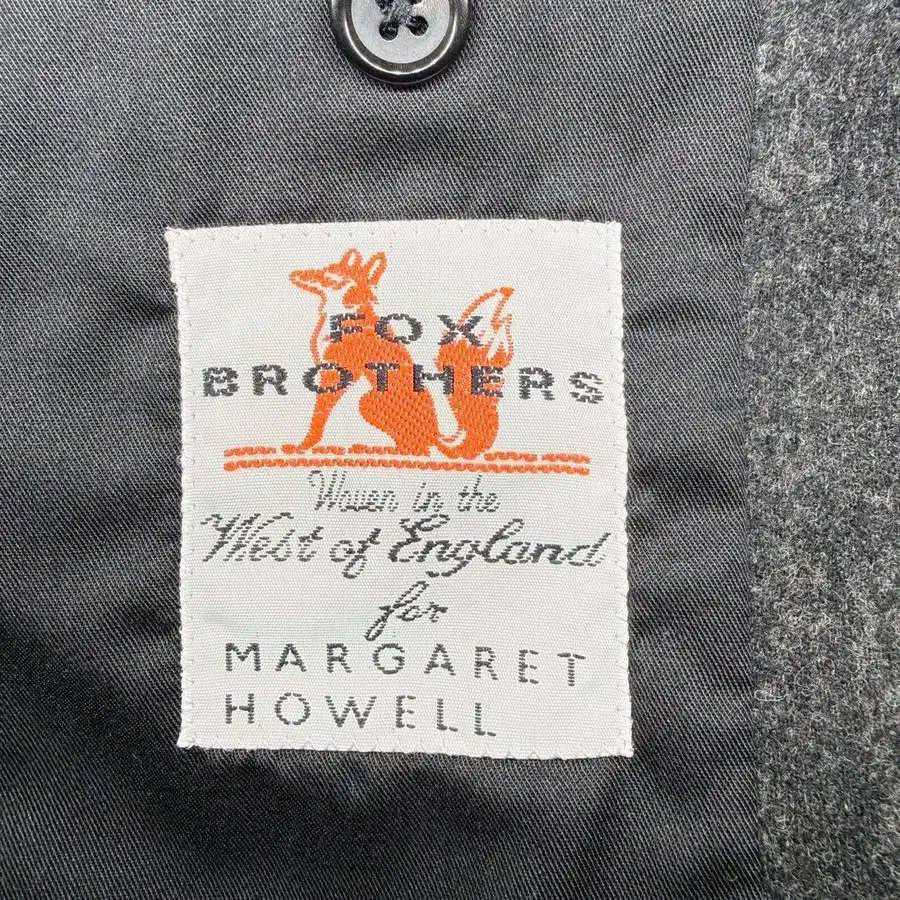 FOX
BROTHERS
Woven in the
West of England
for
MARGARET
HOWELL